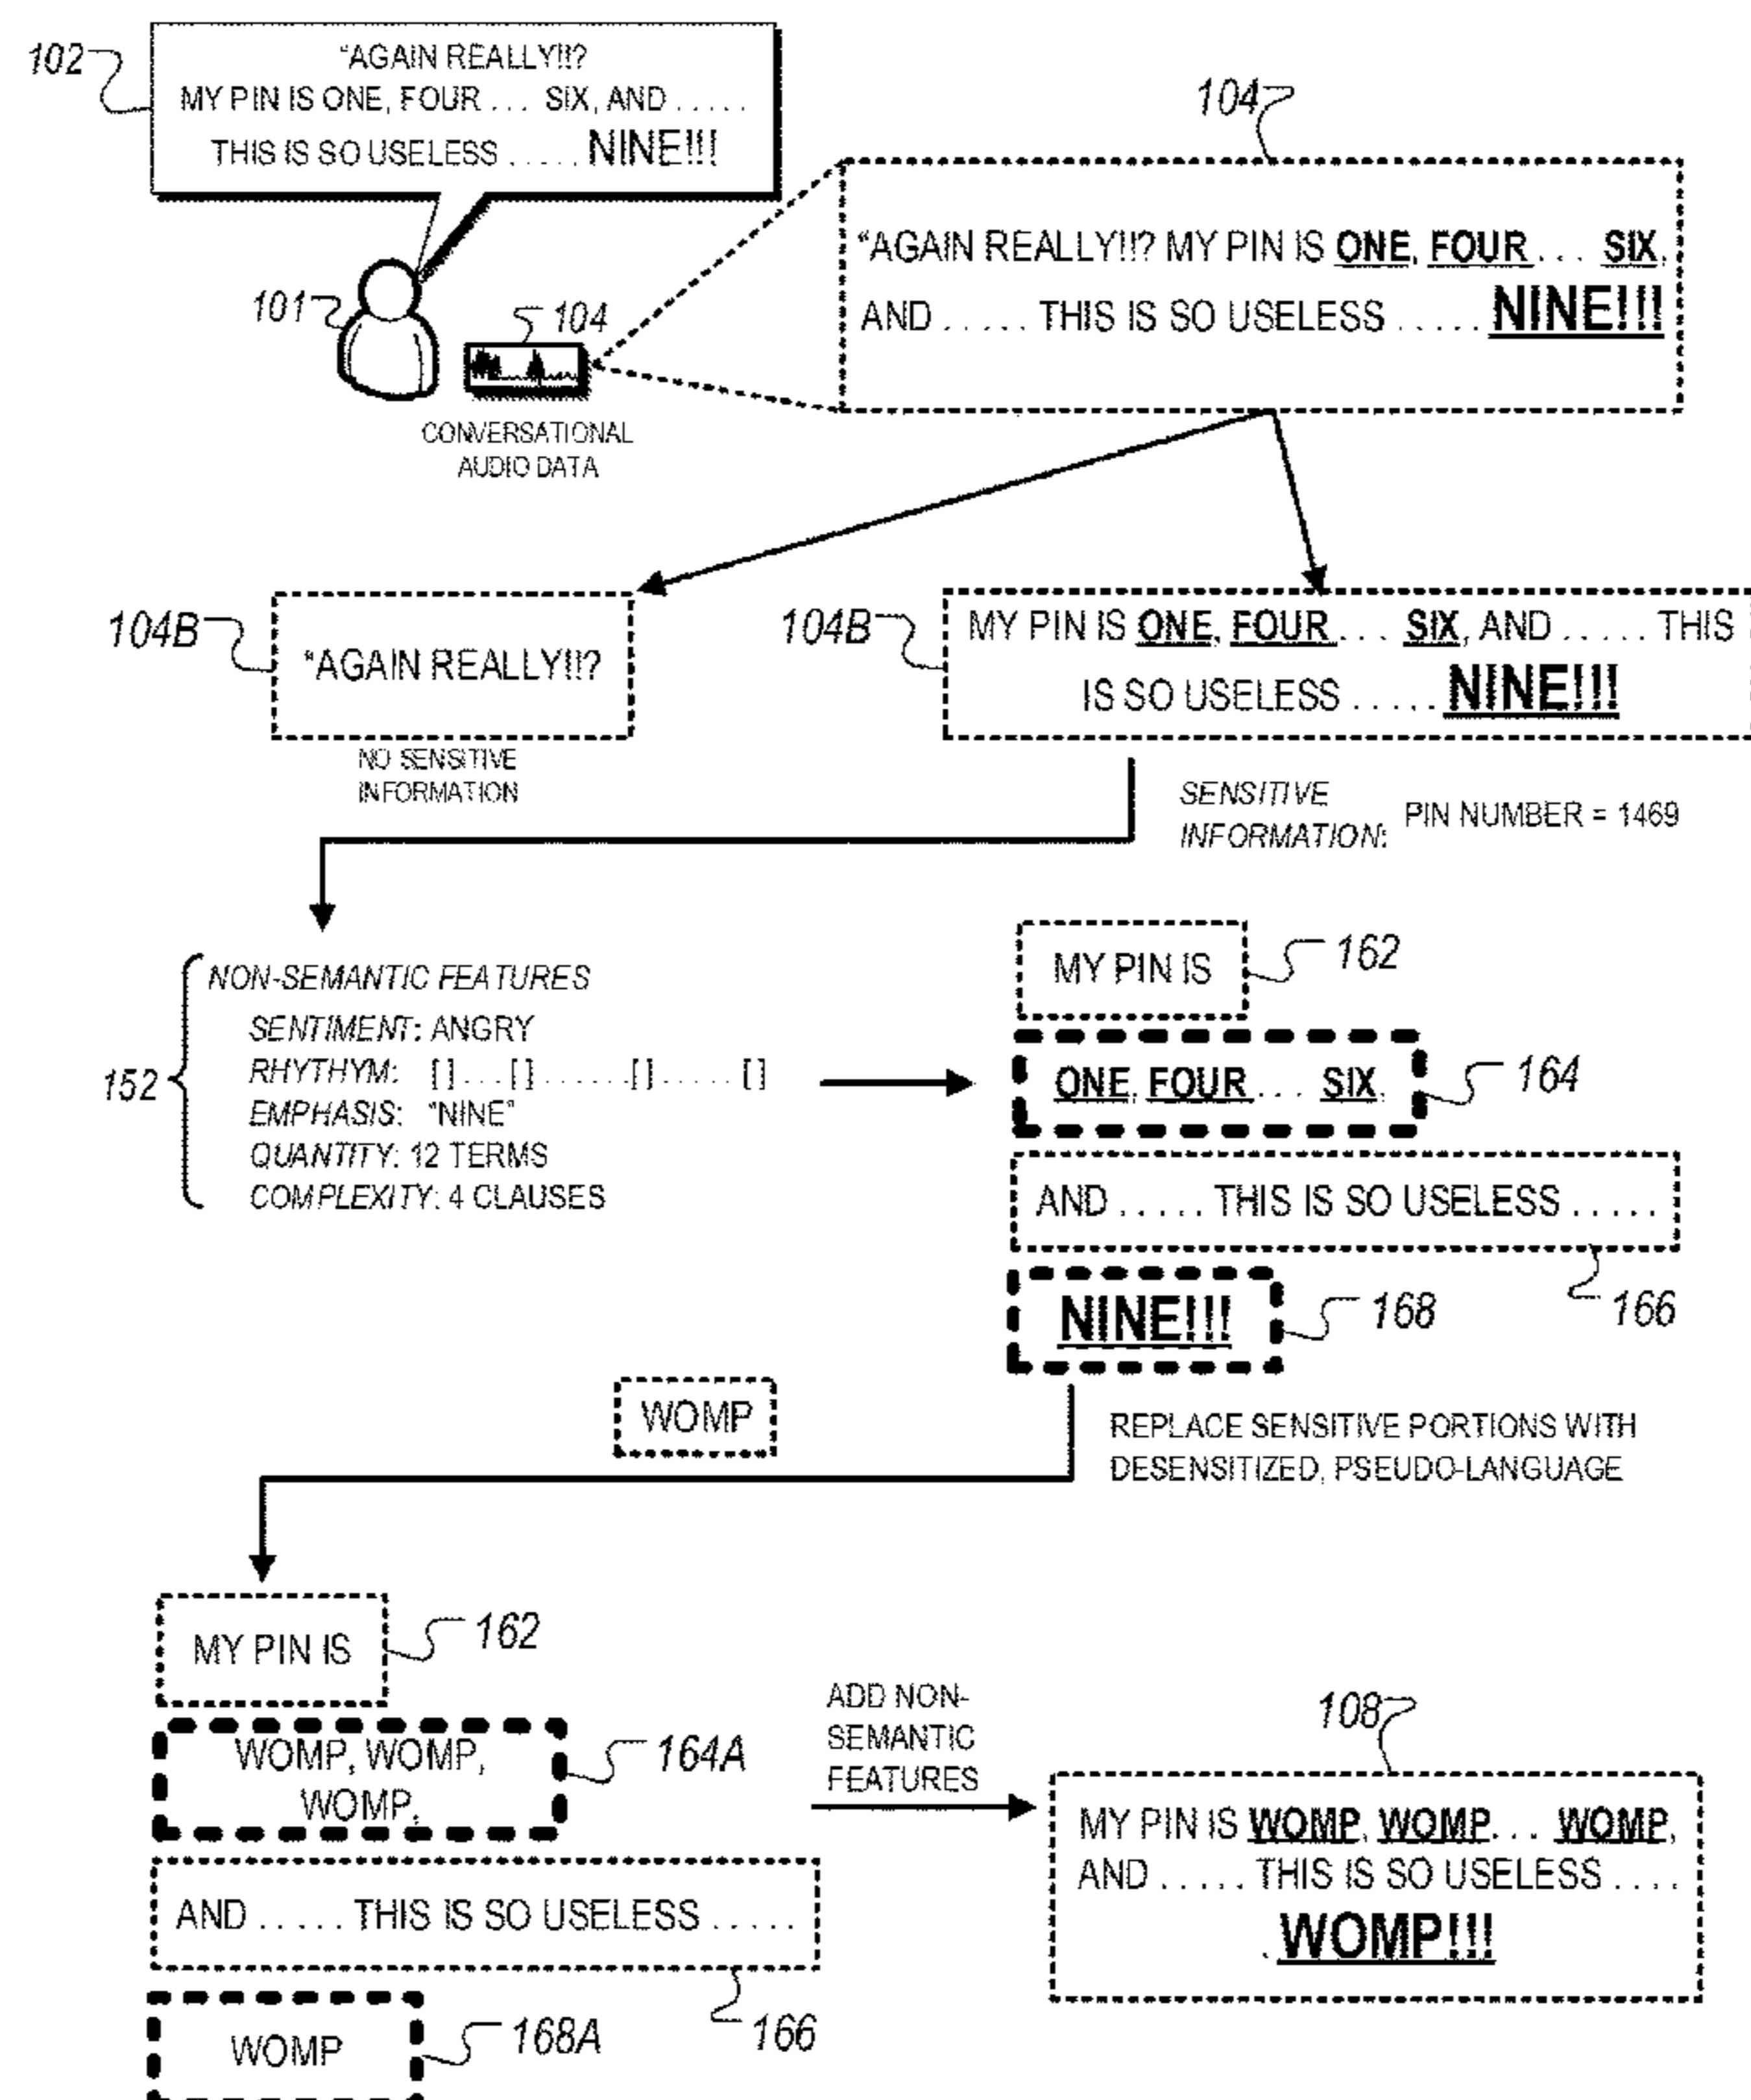 102
"AGAIN REALLY!!?
MY PIN IS ONE, FOUR ... SIX, AND .....
THIS IS SO USELESS ..... NINE!!!
101
104
CONVERSATIONAL
AUDIO DATA
104
"AGAIN REALLY!!? MY PIN IS ONE, FOUR ... SIX,
AND ..... THIS IS SO USELESS ..... NINE!!!
104B
"AGAIN REALLY!!?
NO SENSITIVE
INFORMATION
104B
MY PIN IS ONE, FOUR ... SIX, AND ..... THIS
IS SO USELESS ..... NINE!!!
SENSITIVE
INFORMATION:
PIN NUMBER = 1469
152
NON-SEMANTIC FEATURES
SENTIMENT: ANGRY
RHYTHYM: []...[]......[].....[]
EMPHASIS: "NINE"
QUANTITY: 12 TERMS
COMPLEXITY: 4 CLAUSES
MY PIN IS
162
ONE, FOUR ... SIX,
164
AND ..... THIS IS SO USELESS .....
166
NINE!!!
168
WOMP
REPLACE SENSITIVE PORTIONS WITH
DESENSITIZED, PSEUDO-LANGUAGE
MY PIN IS
162
WOMP, WOMP,
WOMP,
164A
AND ..... THIS IS SO USELESS .....
166
WOMP
168A
ADD NON-
SEMANTIC
FEATURES
108
MY PIN IS WOMP, WOMP... WOMP,
AND ..... THIS IS SO USELESS ....
. WOMP!!!